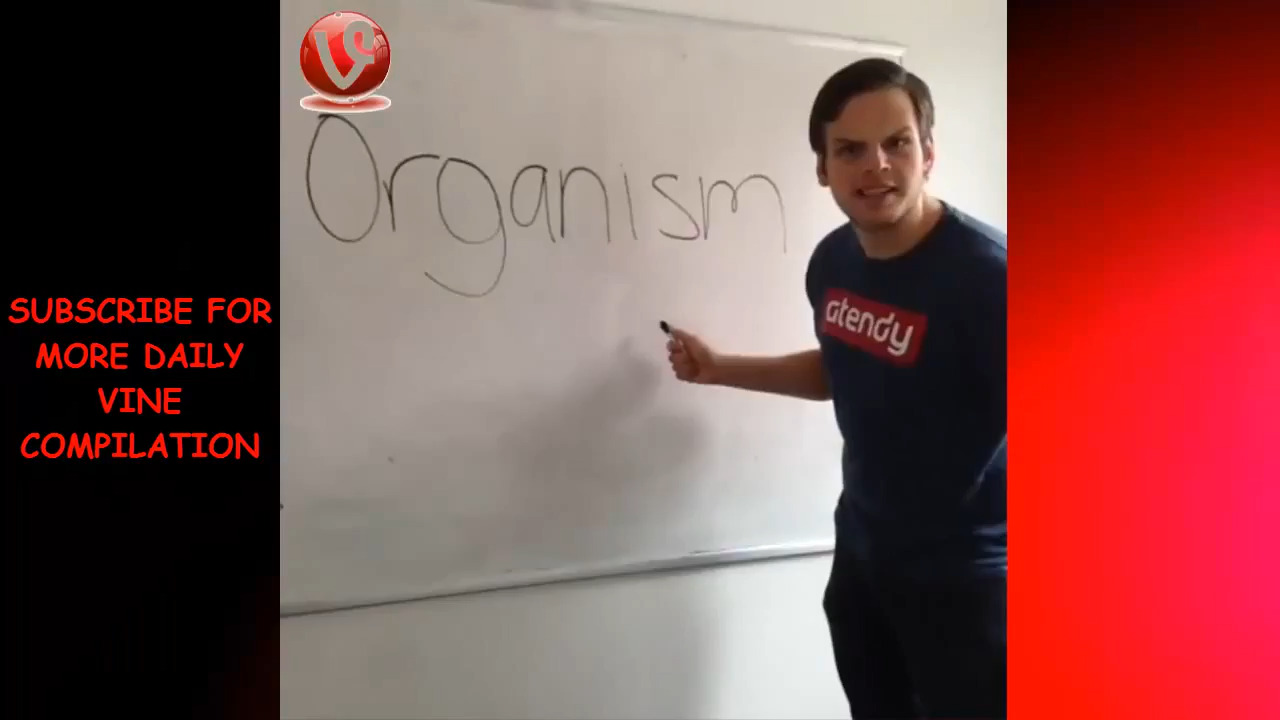 SUBSCRIBE FOR
MORE DAILY
VINE
COMPILATION
Organism
atendy